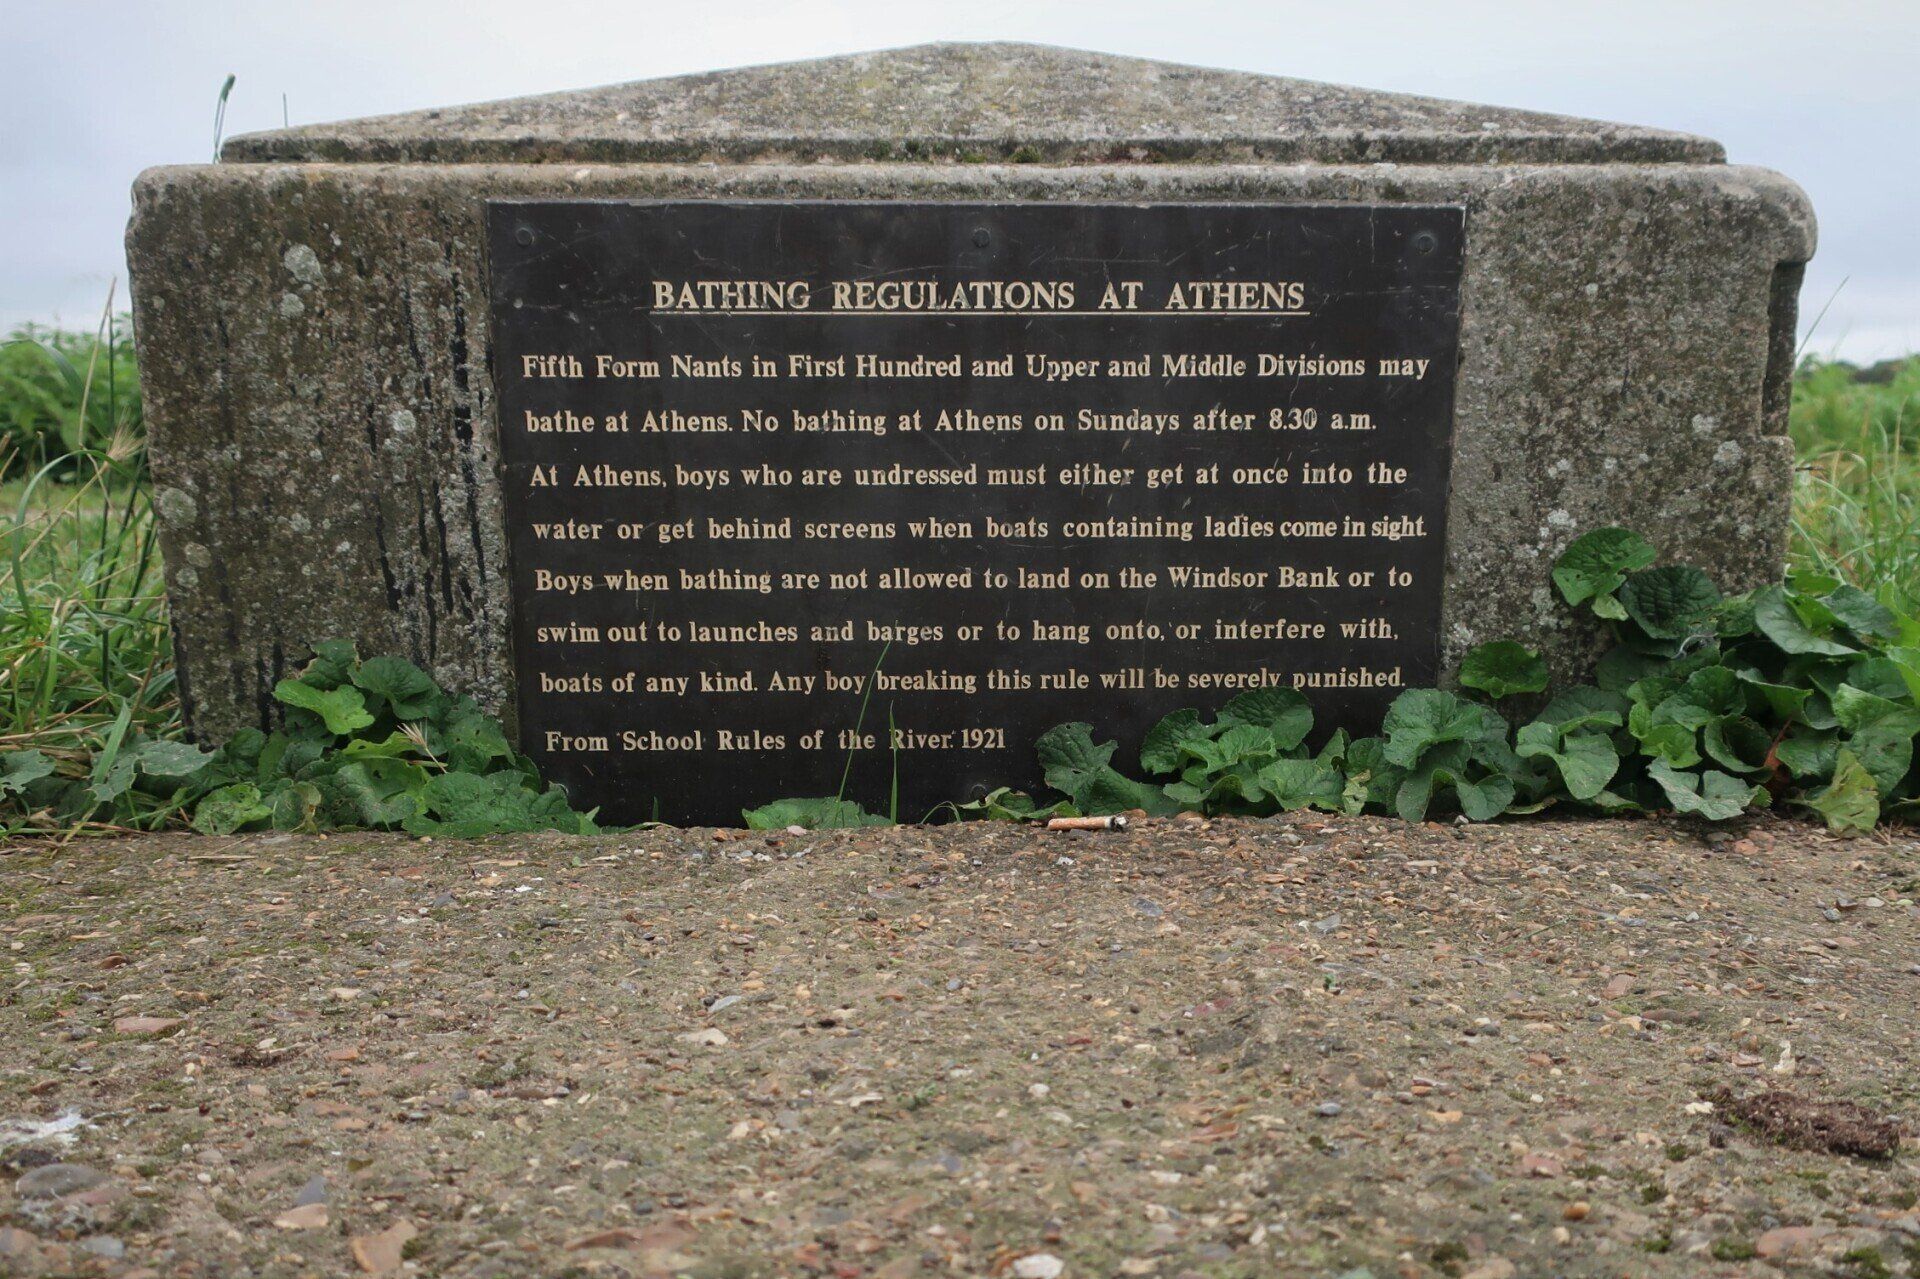 BATHING REGULATIONS AT ATHENS
Fifth Form Nants in First Hundred and Upper and Middle Divisions may
bathe at Athens. No bathing at Athens on Sundays after 8.30 a.m.
At Athens, boys who are undressed must either get at once into the
water or get behind screens when boats containing ladies come in sight.
Boys when bathing are not allowed to land on the Windsor Bank or to
swim out to launches and barges or to hang onto, or interfere with,
boats of any kind. Any boy breaking this rule will be severely punished.
From School Rules of the River. 1921